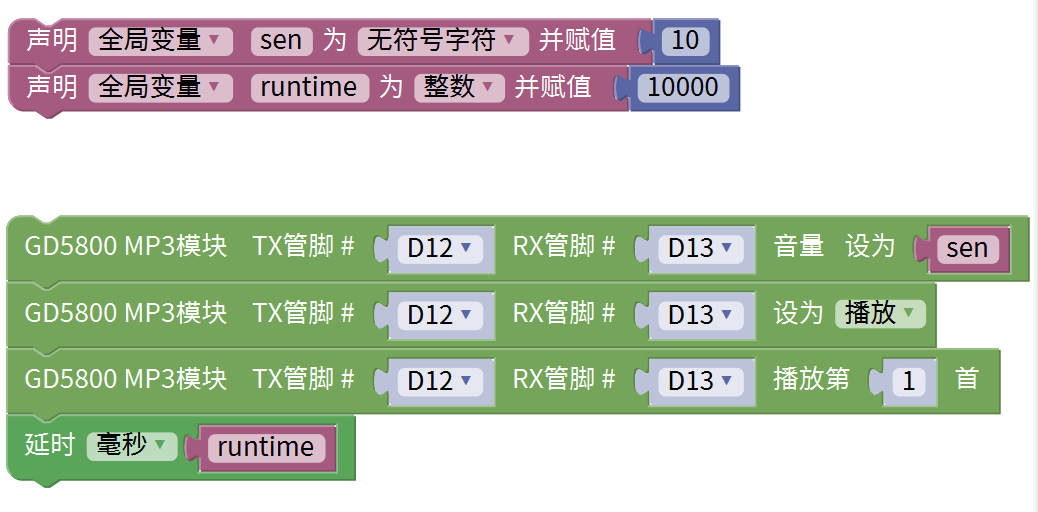 声明 全局变量 sen 为 无符号字符 并赋值 10
声明 全局变量 runtime 为 整数 并赋值 10000
GD5800 MP3模块 TX管脚 # D12 RX管脚 # D13 音量 设为 sen
GD5800 MP3模块 TX管脚 # D12 RX管脚 # D13 设为 播放
GD5800 MP3模块 TX管脚 # D12 RX管脚 # D13 播放第 1 首
延时 毫秒 runtime